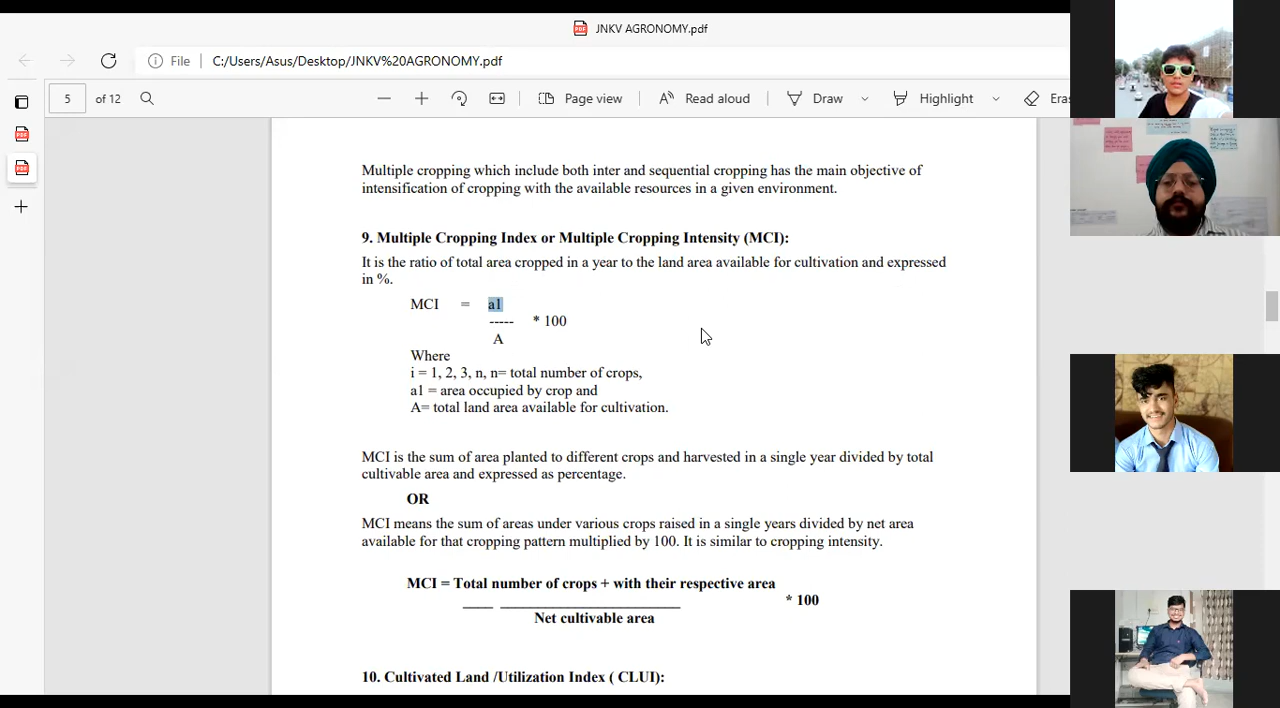 JNKV AGRONOMY.pdf
File C:/Users/Asus/Desktop/JNKV%20AGRONOMY.pdf
5 of 12 Page view Read aloud Draw Highlight Eras
Multiple cropping which include both inter and sequential cropping has the main objective of
intensification of cropping with the available resources in a given environment.
9. Multiple Cropping Index or Multiple Cropping Intensity (MCI):
It is the ratio of total area cropped in a year to the land area available for cultivation and expressed
in %.
MCI = a1
----- * 100
A
Where
i = 1, 2, 3, n, n= total number of crops,
a1 = area occupied by crop and
A= total land area available for cultivation.
MCI is the sum of area planted to different crops and harvested in a single year divided by total
cultivable area and expressed as percentage.
OR
MCI means the sum of areas under various crops raised in a single years divided by net area
available for that cropping pattern multiplied by 100. It is similar to cropping intensity.
MCI = Total number of crops + with their respective area
____ ________________________ * 100
Net cultivable area
10. Cultivated Land /Utilization Index ( CLUI):